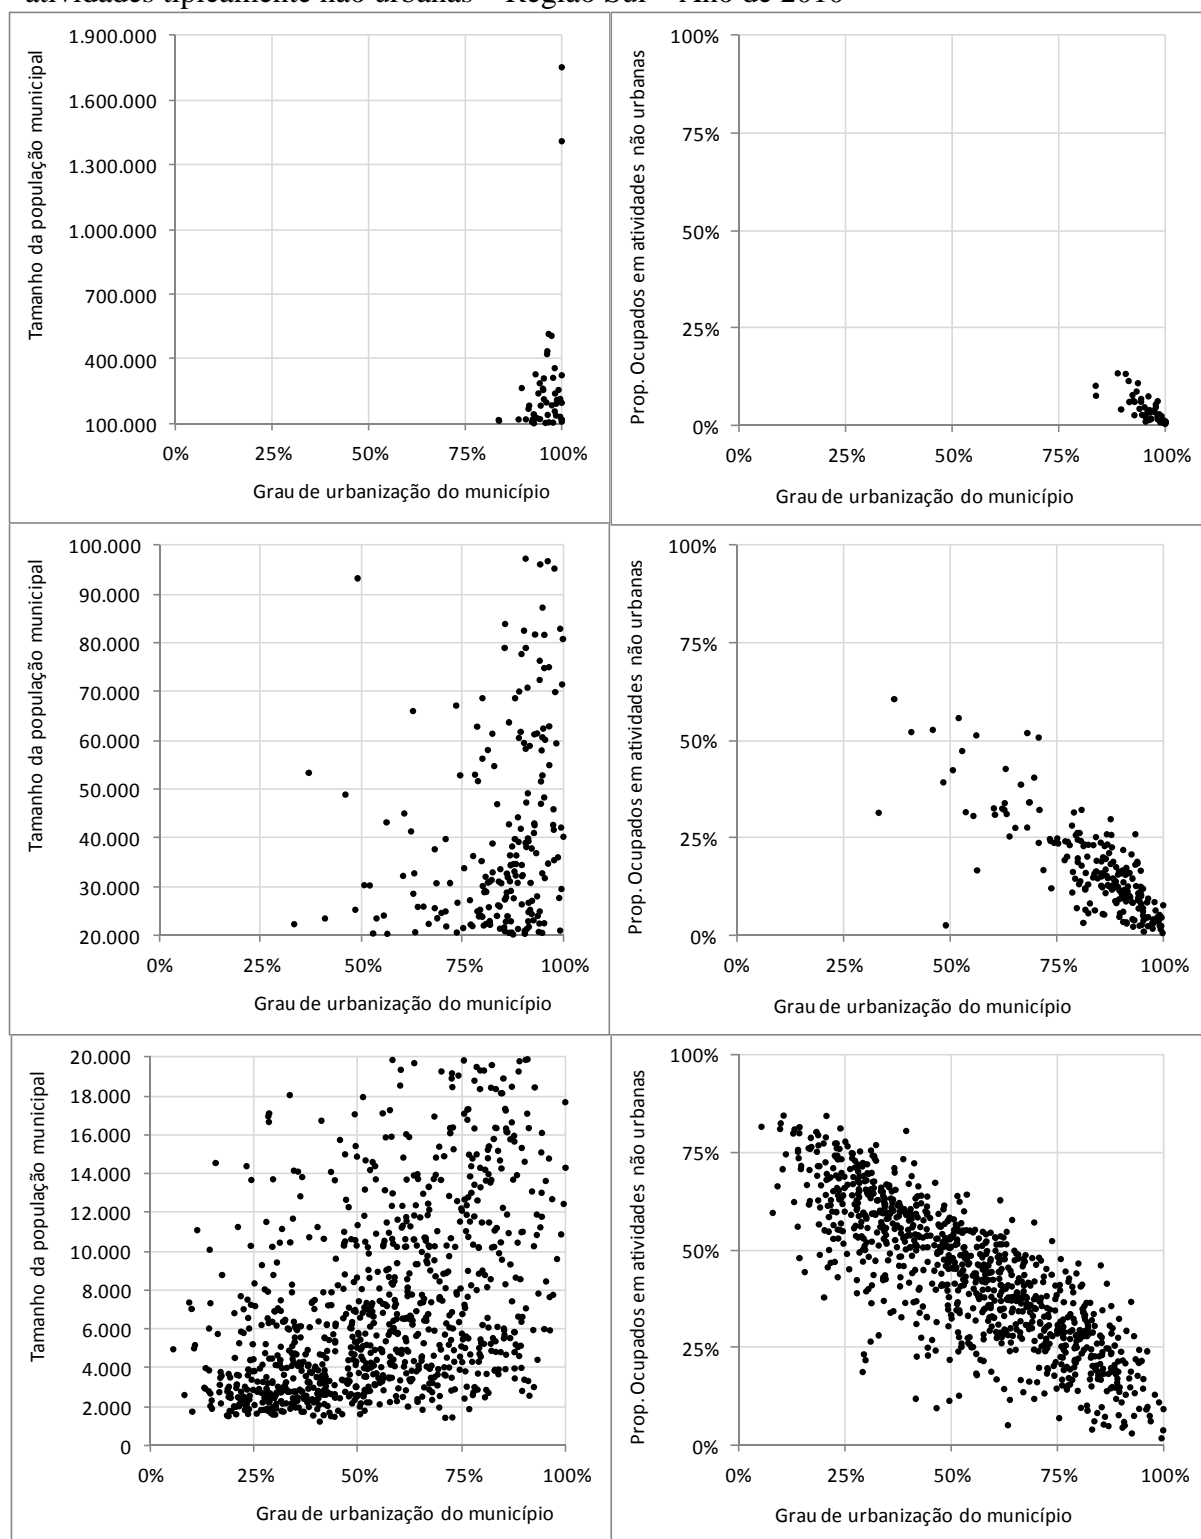 atividades tipicamente não urbanas – Região Sul – Ano de 2010
Tamanho da população municipal
1.900.000
1.600.000
1.300.000
1.000.000
700.000
400.000
100.000
0% 25% 50% 75% 100%
Grau de urbanização do município
Prop. Ocupados em atividades não urbanas
100%
75%
50%
25%
0%
0% 25% 50% 75% 100%
Grau de urbanização do município
Tamanho da população municipal
100.000
90.000
80.000
70.000
60.000
50.000
40.000
30.000
20.000
0% 25% 50% 75% 100%
Grau de urbanização do município
Prop. Ocupados em atividades não urbanas
100%
75%
50%
25%
0%
0% 25% 50% 75% 100%
Grau de urbanização do município
Tamanho da população municipal
20.000
18.000
16.000
14.000
12.000
10.000
8.000
6.000
4.000
2.000
0
0% 25% 50% 75% 100%
Grau de urbanização do município
Prop. Ocupados em atividades não urbanas
100%
75%
50%
25%
0%
0% 25% 50% 75% 100%
Grau de urbanização do município